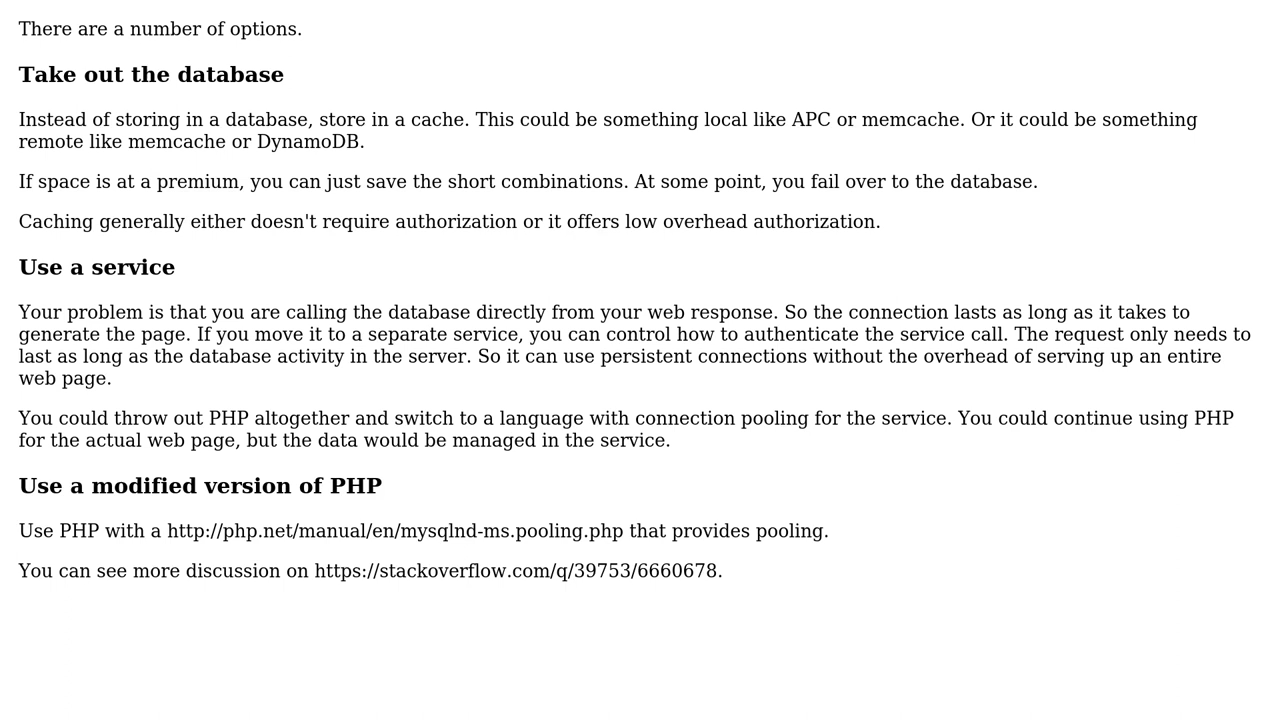 There are a number of options.
Take out the database
Instead of storing in a database, store in a cache. This could be something local like APC or memcache. Or it could be something
remote like memcache or DynamoDB.
If space is at a premium, you can just save the short combinations. At some point, you fail over to the database.
Caching generally either doesn't require authorization or it offers low overhead authorization.
Use a service
Your problem is that you are calling the database directly from your web response. So the connection lasts as long as it takes to
generate the page. If you move it to a separate service, you can control how to authenticate the service call. The request only needs to
last as long as the database activity in the server. So it can use persistent connections without the overhead of serving up an entire
web page.
You could throw out PHP altogether and switch to a language with connection pooling for the service. You could continue using PHP
for the actual web page, but the data would be managed in the service.
Use a modified version of PHP
Use PHP with a http://php.net/manual/en/mysqlnd-ms.pooling.php that provides pooling.
You can see more discussion on https://stackoverflow.com/q/39753/6660678.